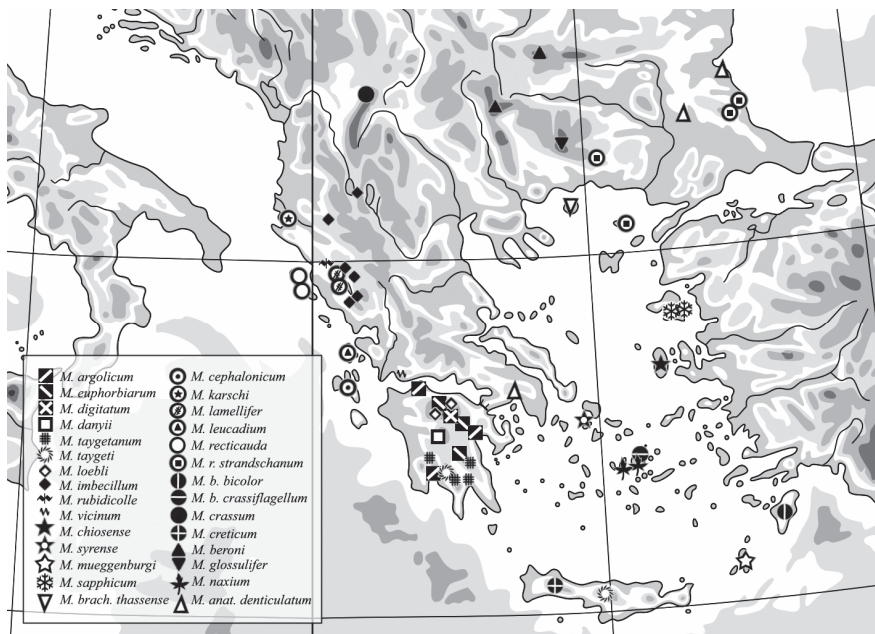 M. argolicum
M. euphorbiarum
M. digitatum
M. danyii
M. taygetanum
M. taygeti
M. loebli
M. imbecillum
M. rubidicolle
M. vicinum
M. chiosense
M. syrense
M. mueggenburgi
M. sapphicum
M. brach. thassense
M. cephalonicum
M. karschi
M. lamellifer
M. leucadium
M. recticauda
M. r. strandschanum
M. b. bicolor
M. b. crassiflagellum
M. crassum
M. creticum
M. beroni
M. glossulifer
M. naxium
M. anat. denticulatum